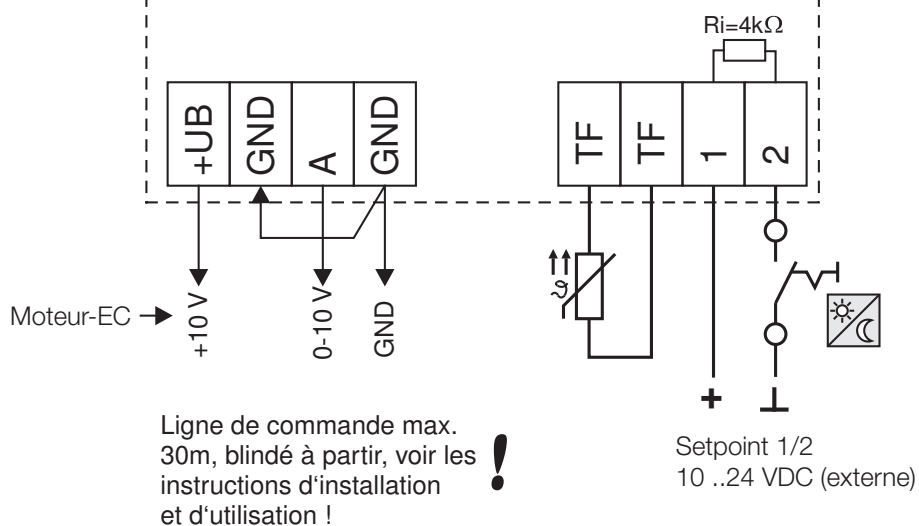 Ri=4kΩ
+UB
GND
A
GND
TF
TF
1
2
ϑ
Moteur-EC
+10 V
0-10 V
GND
+
Ligne de commande max.
30m, blindé à partir, voir les
instructions d‘installation
et d‘utilisation !
!
Setpoint 1/2
10 ..24 VDC (externe)